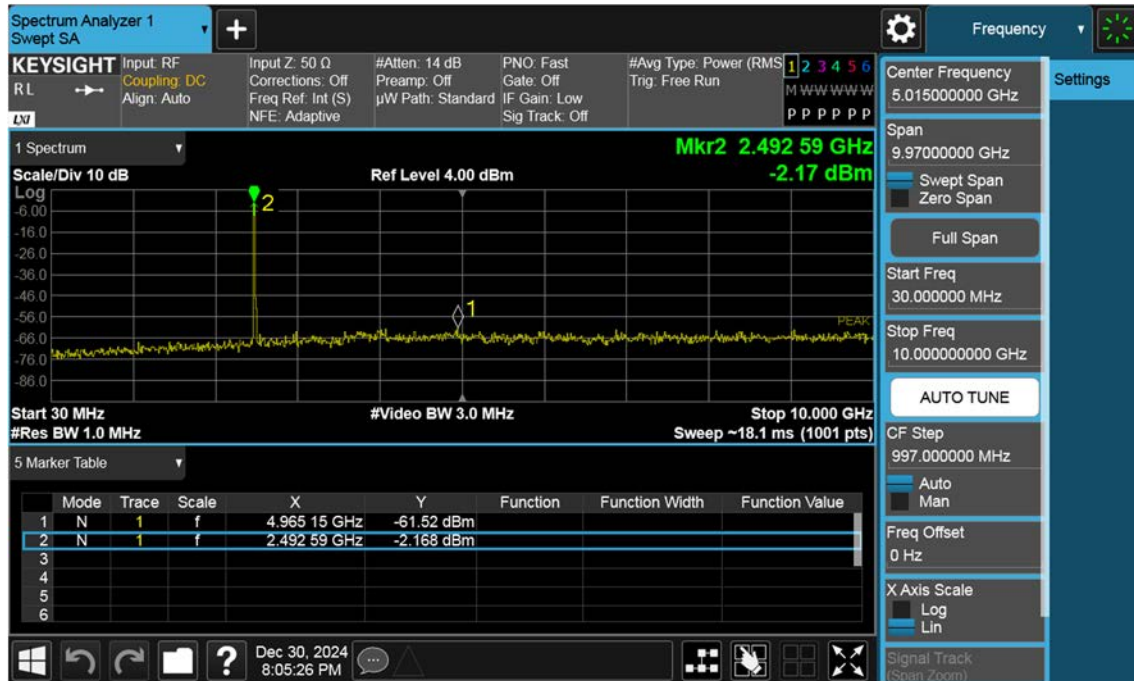 Spectrum Analyzer 1
Swept SA
+
Frequency
KEYSIGHT
RL
LXI
Input: RF
Coupling: DC
Align: Auto
Input Z: 50 Ω
Corrections: Off
Freq Ref: Int (S)
NFE: Adaptive
#Atten: 14 dB
Preamp: Off
µW Path: Standard
PNO: Fast
Gate: Off
IF Gain: Low
Sig Track: Off
#Avg Type: Power (RMS
Trig: Free Run
1 2 3 4 5 6
M W W W W W
P P P P P P
1 Spectrum
Scale/Div 10 dB
Ref Level 4.00 dBm
Mkr2 2.492 59 GHz
-2.17 dBm
Log
-6.00
-16.0
-26.0
-36.0
-46.0
-56.0
-66.0
-76.0
-86.0
2
1
PEAK
Start 30 MHz
#Video BW 3.0 MHz
Stop 10.000 GHz
#Res BW 1.0 MHz
Sweep ~18.1 ms (1001 pts)
5 Marker Table
Mode Trace Scale X Y Function Function Width Function Value
1 N 1 f 4.965 15 GHz -61.52 dBm
2 N 1 f 2.492 59 GHz -2.168 dBm
3
4
5
6
?
Dec 30, 2024
8:05:26 PM
Center Frequency
5.015000000 GHz
Span
9.97000000 GHz
Swept Span
Zero Span
Full Span
Start Freq
30.000000 MHz
Stop Freq
10.000000000 GHz
AUTO TUNE
CF Step
997.000000 MHz
Auto
Man
Freq Offset
0 Hz
X Axis Scale
Log
Lin
Signal Track
(Span Zoom)
Settings